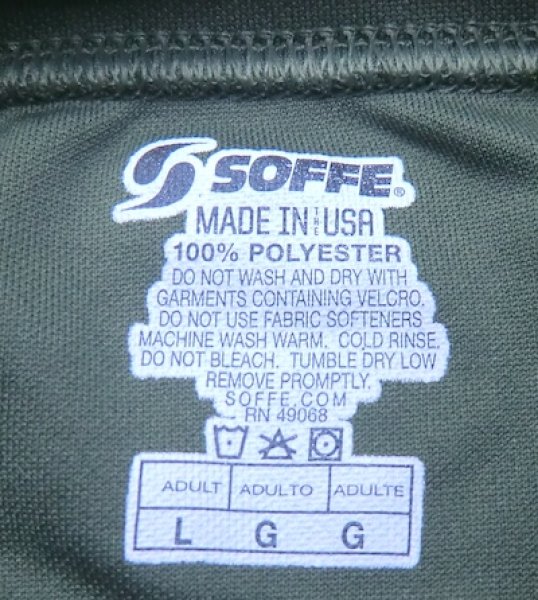 SOFFE®
MADE IN THE USA
100% POLYESTER
DO NOT WASH AND DRY WITH
GARMENTS CONTAINING VELCRO.
DO NOT USE FABRIC SOFTENERS
MACHINE WASH WARM. COLD RINSE.
DO NOT BLEACH. TUMBLE DRY LOW
REMOVE PROMPTLY.
SOFFE.COM
RN 49068
ADULT ADULTO ADULTE
L G G